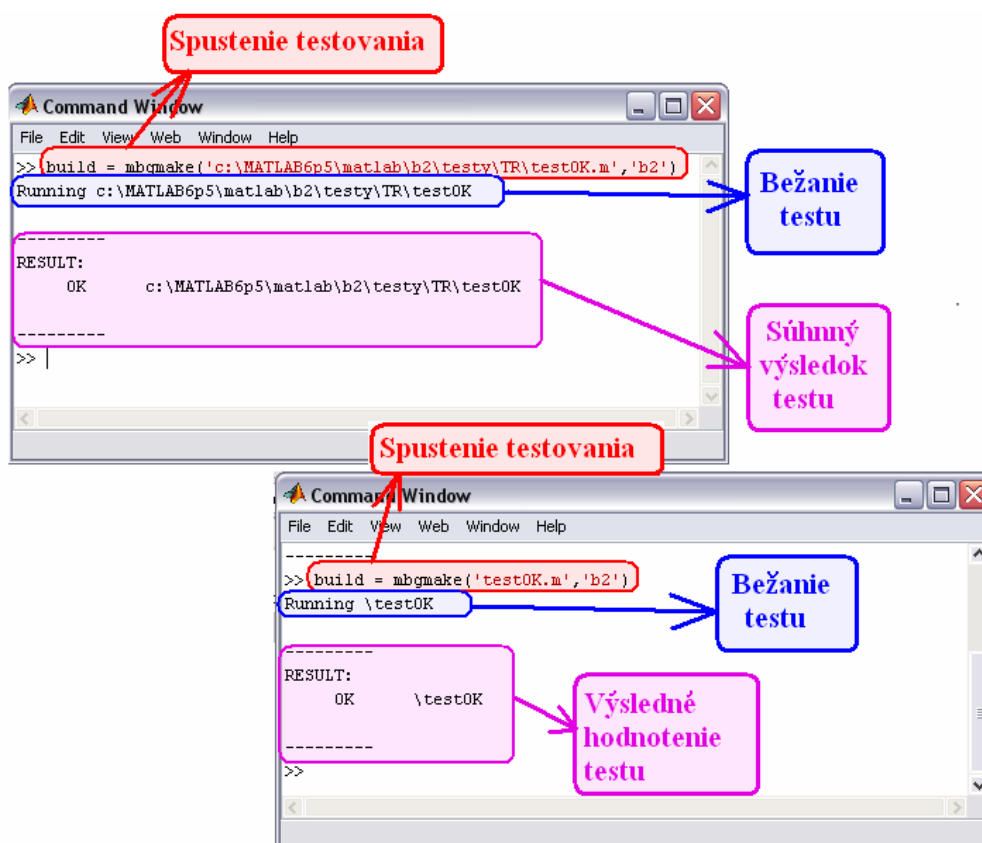 Spustenie testovania
Command Window
File Edit View Web Window Help
>> build = mbgmake('c:\MATLAB6p5\matlab\b2\testy\TR\testOK.m','b2')
Running c:\MATLAB6p5\matlab\b2\testy\TR\testOK
Bežanie
testu
---------
RESULT:
OK c:\MATLAB6p5\matlab\b2\testy\TR\testOK
---------
>>
Súhnný
výsledok
testu
Spustenie testovania
Command Window
File Edit View Web Window Help
---------
>> build = mbgmake('testOK.m','b2')
Running \testOK
Bežanie
testu
---------
RESULT:
OK \testOK
---------
>>
Výsledné
hodnotenie
testu